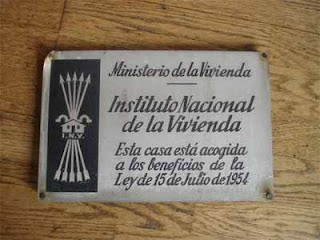 Ministerio de la Vivienda
Instituto Nacional
de la Vivienda
Esta casa está acogida
a los beneficios de la
Ley de 15 de Julio de 1954
I.N.V.